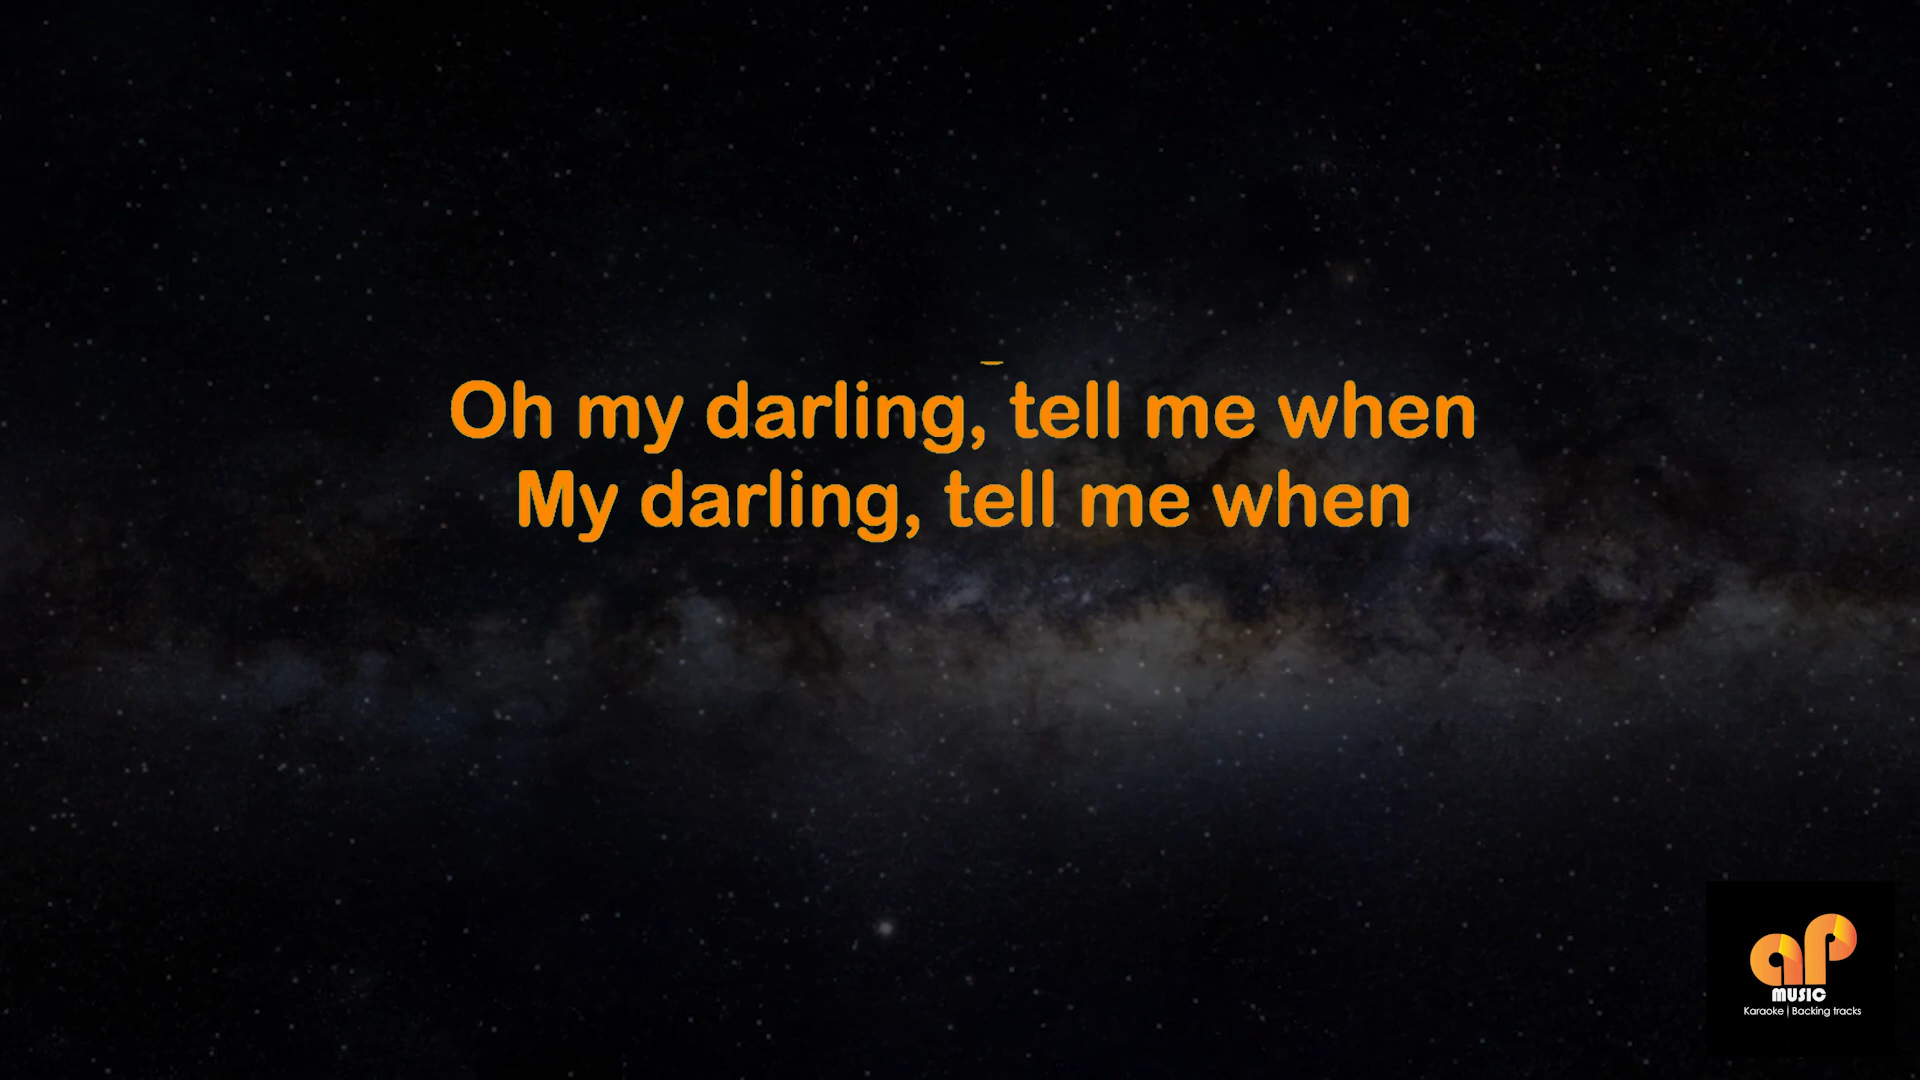 Oh my darling, tell me when
My darling, tell me when
aP
MUSIC
Karaoke | Backing tracks